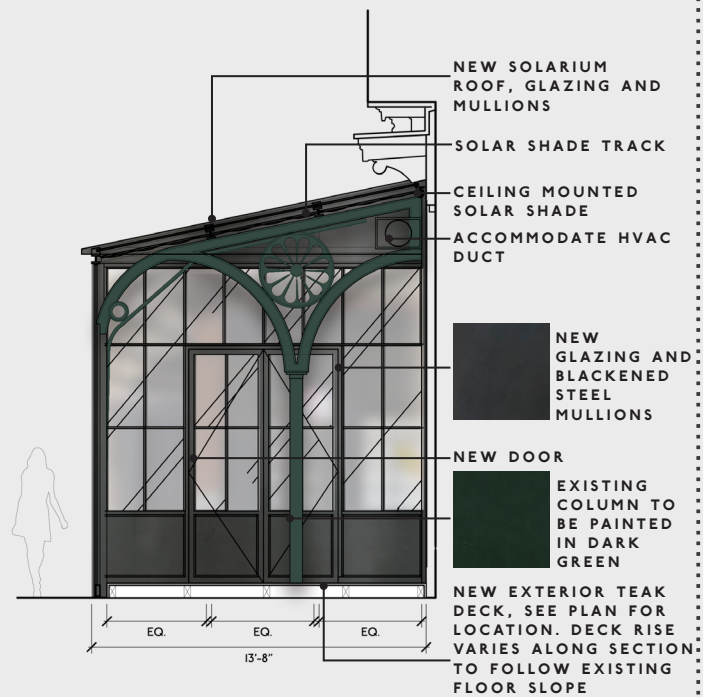 NEW SOLARIUM
ROOF, GLAZING AND
MULLIONS
SOLAR SHADE TRACK
CEILING MOUNTED
SOLAR SHADE
ACCOMMODATE HVAC
DUCT
NEW
GLAZING AND
BLACKENED
STEEL
MULLIONS
NEW DOOR
EXISTING
COLUMN TO
BE PAINTED
IN DARK
GREEN
NEW EXTERIOR TEAK
DECK, SEE PLAN FOR
LOCATION. DECK RISE
VARIES ALONG SECTION
TO FOLLOW EXISTING
FLOOR SLOPE
EQ. EQ. EQ.
13'-8"